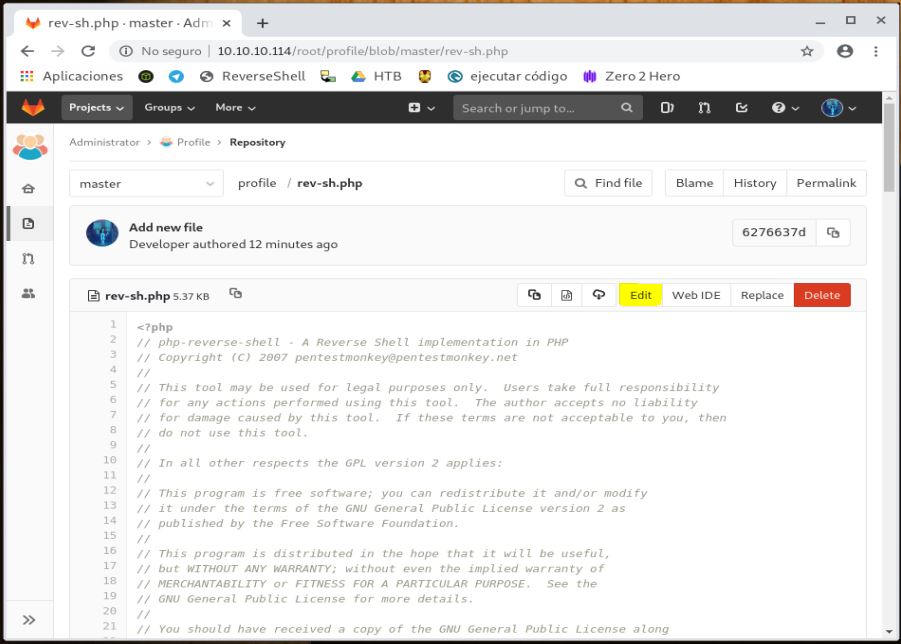 rev-sh.php · master · Adm
No seguro | 10.10.10.114/root/profile/blob/master/rev-sh.php
Aplicaciones ReverseShell HTB ejecutar código Zero 2 Hero
Projects Groups More Search or jump to...
Administrator > Profile > Repository
master profile / rev-sh.php Find file Blame History Permalink
Add new file
Developer authored 12 minutes ago 6276637d
rev-sh.php 5.37 KB Edit Web IDE Replace Delete
1 <?php
2 // php-reverse-shell - A Reverse Shell implementation in PHP
3 // Copyright (C) 2007 pentestmonkey@pentestmonkey.net
4 //
5 // This tool may be used for legal purposes only.  Users take full responsibility
6 // for any actions performed using this tool.  The author accepts no liability
7 // for damage caused by this tool.  If these terms are not acceptable to you, then
8 // do not use this tool.
9 //
10 // In all other respects the GPL version 2 applies:
11 //
12 // This program is free software; you can redistribute it and/or modify
13 // it under the terms of the GNU General Public License version 2 as
14 // published by the Free Software Foundation.
15 //
16 // This program is distributed in the hope that it will be useful,
17 // but WITHOUT ANY WARRANTY; without even the implied warranty of
18 // MERCHANTABILITY or FITNESS FOR A PARTICULAR PURPOSE.  See the
19 // GNU General Public License for more details.
20 //
21 // You should have received a copy of the GNU General Public License along